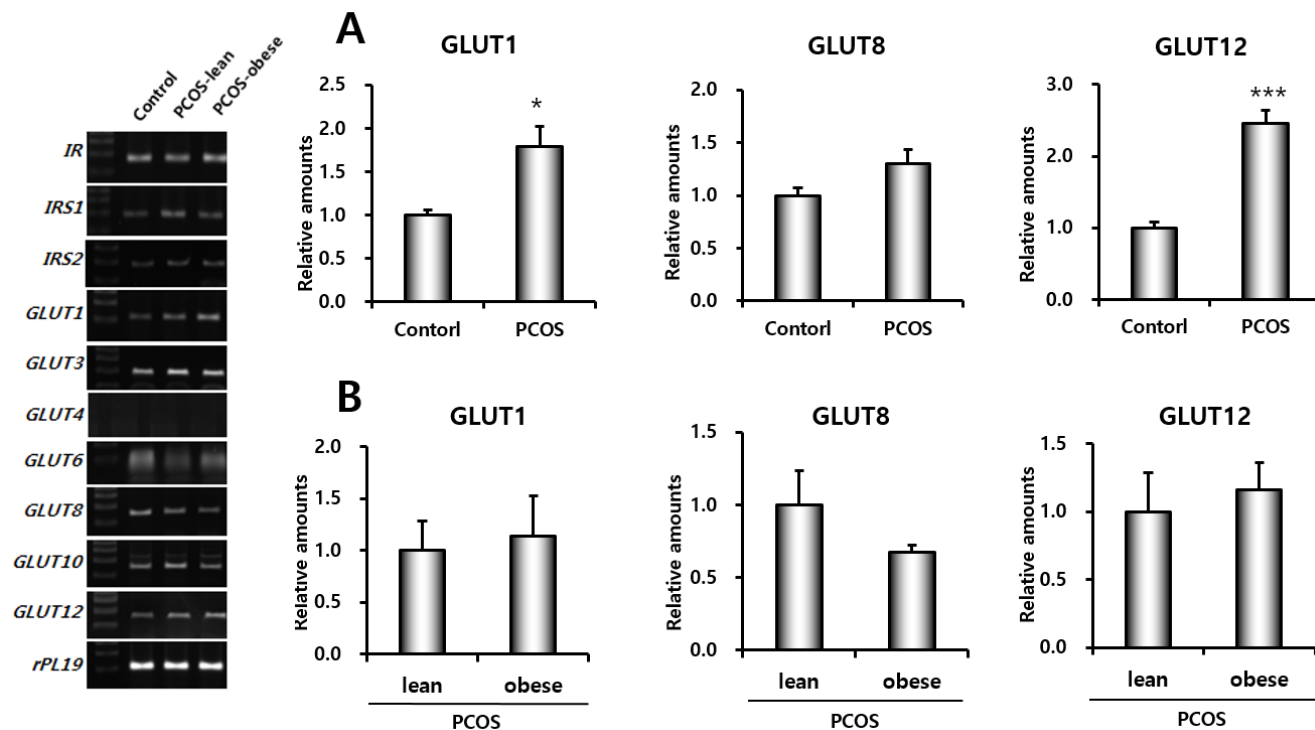 Control PCOS-lean PCOS-obese
IR
IRS1
IRS2
GLUT1
GLUT3
GLUT4
GLUT6
GLUT8
GLUT10
GLUT12
rPL19
A
GLUT1
Relative amounts
2.5
2.0
1.5
1.0
0.5
0.0
*
Contorl PCOS
GLUT8
Relative amounts
2.0
1.5
1.0
0.5
0.0
Contorl PCOS
GLUT12
Relative amounts
3.0
2.0
1.0
0.0
***
Contorl PCOS
B
GLUT1
Relative amounts
2.0
1.5
1.0
0.5
0.0
lean obese
PCOS
GLUT8
Relative amounts
1.5
1.0
0.5
0.0
lean obese
PCOS
GLUT12
Relative amounts
1.5
1.0
0.5
0.0
lean obese
PCOS